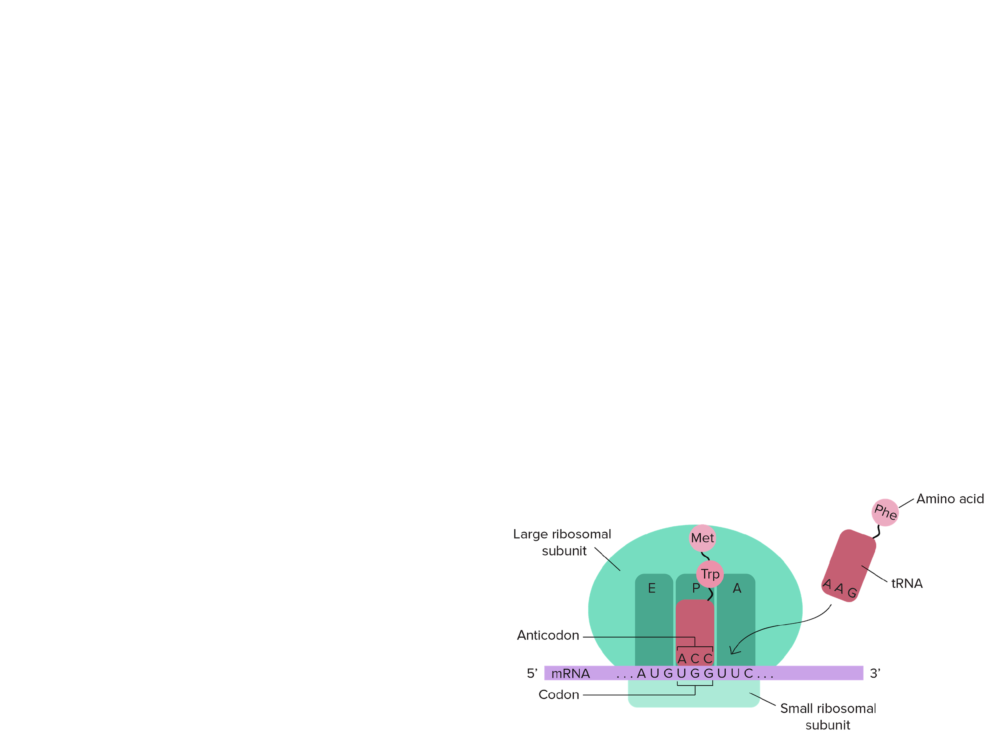 Amino acid
Phe
Large ribosomal
subunit
Met
Trp
E P A
tRNA
A A G
Anticodon
A C C
5’ mRNA ...A U G U G G U U C... 3’
Codon
Small ribosomal
subunit